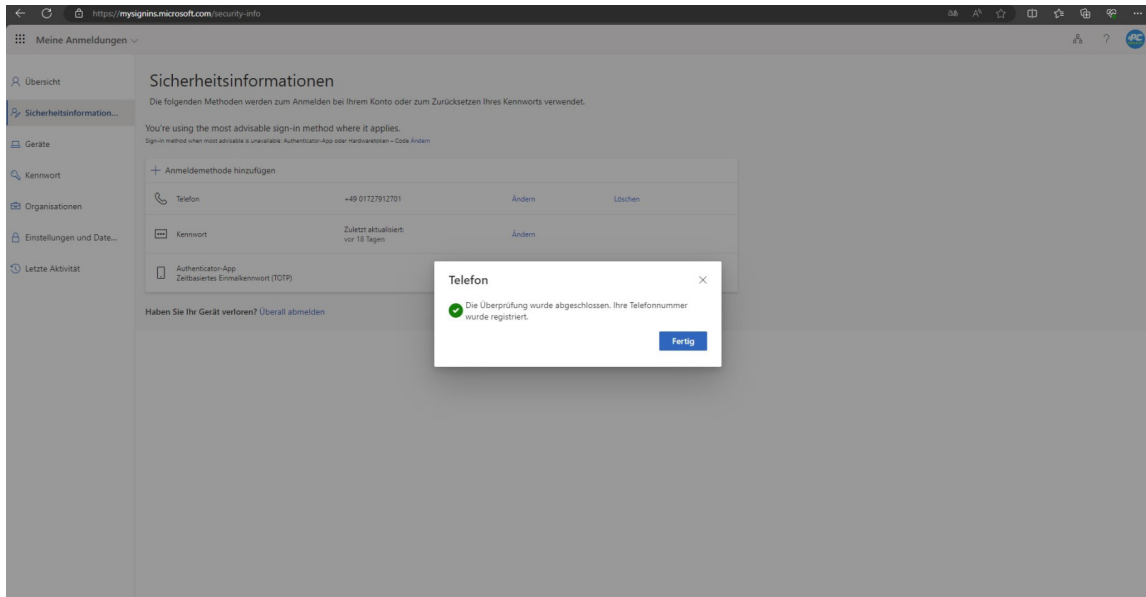 https://mysignins.microsoft.com/security-info
Meine Anmeldungen
?
Übersicht
Sicherheitsinformation...
Geräte
Kennwort
Organisationen
Einstellungen und Date...
Letzte Aktivität
Sicherheitsinformationen
Die folgenden Methoden werden zum Anmelden bei Ihrem Konto oder zum Zurücksetzen Ihres Kennworts verwendet.
You're using the most advisable sign-in method where it applies.
Sign-in method when most advisable is unavailable: Authenticator-App oder Hardwaretoken – Code Ändern
Anmeldemethode hinzufügen
Telefon +49 01727912701 Ändern Löschen
Kennwort Zuletzt aktualisiert: Ändern
vor 18 Tagen
Authenticator-App
Zeitbasiertes Einmalkennwort (TOTP)
Haben Sie Ihr Gerät verloren? Überall abmelden
Telefon
Die Überprüfung wurde abgeschlossen. Ihre Telefonnummer
wurde registriert.
Fertig